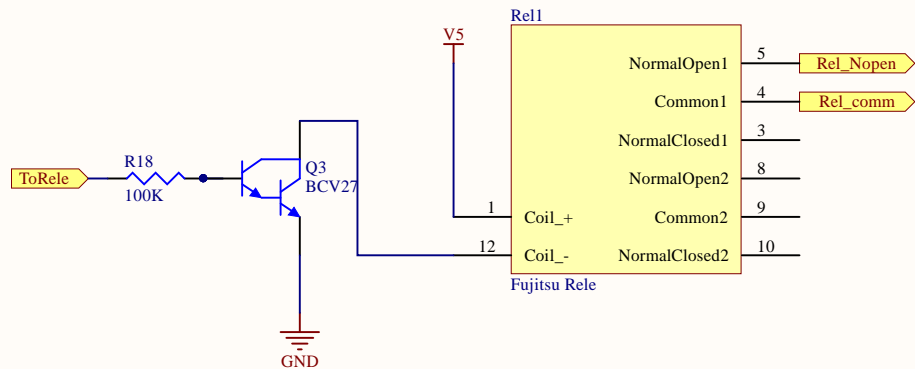 Rel1
V5
NormalOpen1
5
Rel_Nopen
Common1
4
Rel_comm
NormalClosed1
3
R18
ToRele
100K
Q3
BCV27
NormalOpen2
8
1
Coil_+
Common2
9
12
Coil_-
NormalClosed2
10
Fujitsu Rele
GND